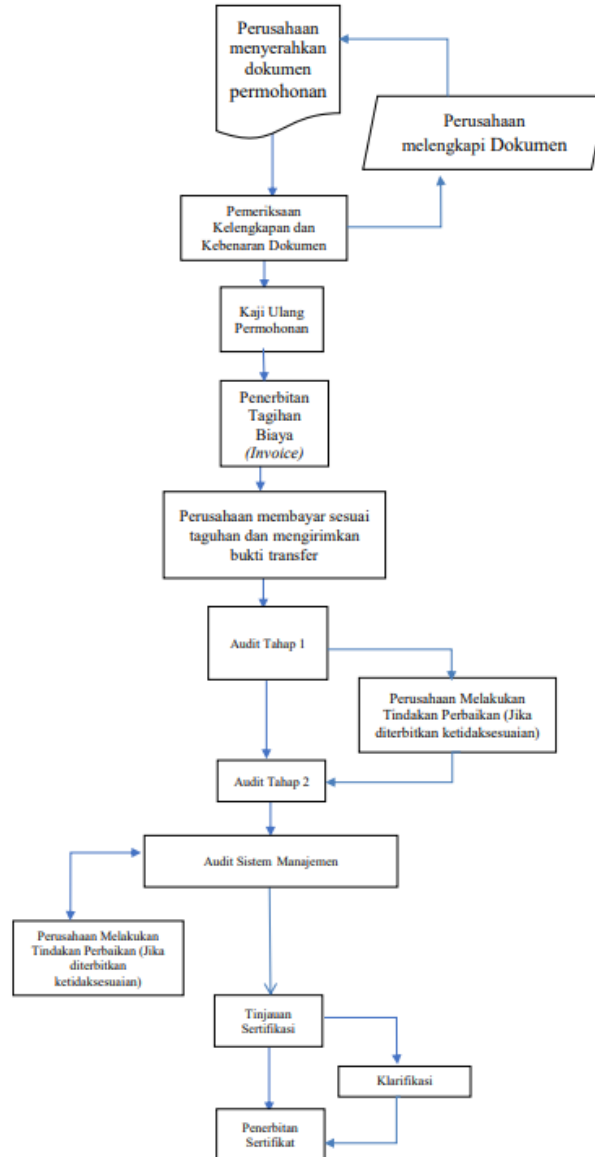 Perusahaan
menyerahkan
dokumen
permohonan
Perusahaan
melengkapi Dokumen
Pemeriksaan
Kelengkapan dan
Kebenaran Dokumen
Kaji Ulang
Permohonan
Penerbitan
Tagihan
Biaya
(Invoice)
Perusahaan membayar sesuai
taguhan dan mengirimkan
bukti transfer
Audit Tahap 1
Perusahaan Melakukan
Tindakan Perbaikan (Jika
diterbitkan ketidaksesuaian)
Audit Tahap 2
Audit Sistem Manajemen
Perusahaan Melakukan
Tindakan Perbaikan (Jika
diterbitkan
ketidaksesuaian)
Tinjauan
Sertifikasi
Klarifikasi
Penerbitan
Sertifikat